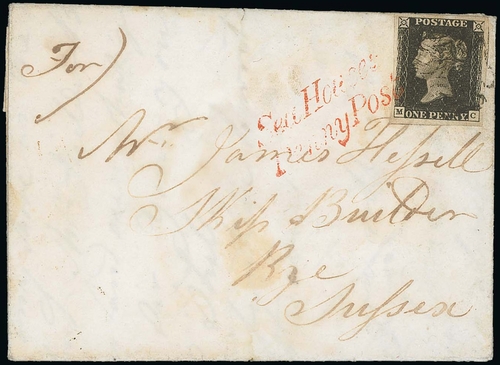 POSTAGE
For)
Sea Houses
Penny Post
M ONE PENNY C
Mr. James Hessell
Ship Builder
Rye
Sussex